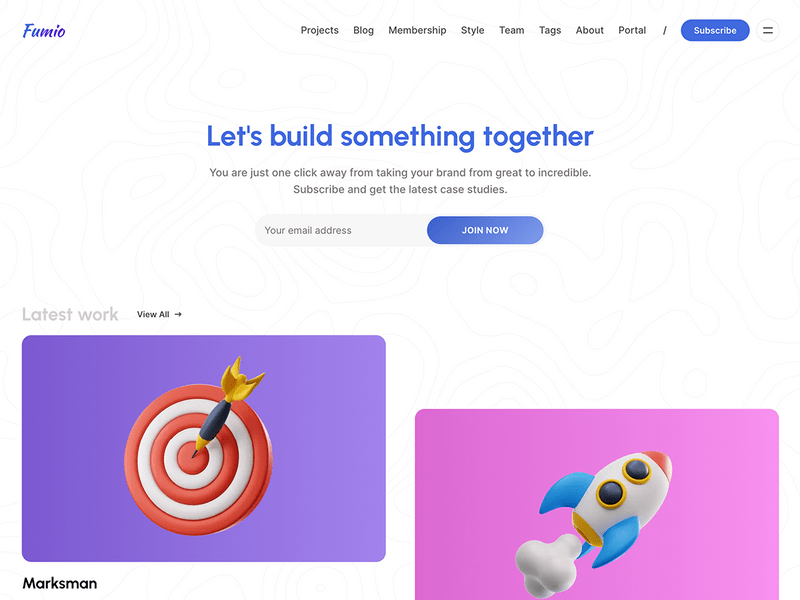 Fumio
Projects Blog Membership Style Team Tags About Portal / Subscribe
Let's build something together
You are just one click away from taking your brand from great to incredible.
Subscribe and get the latest case studies.
Your email address JOIN NOW
Latest work View All →
Marksman